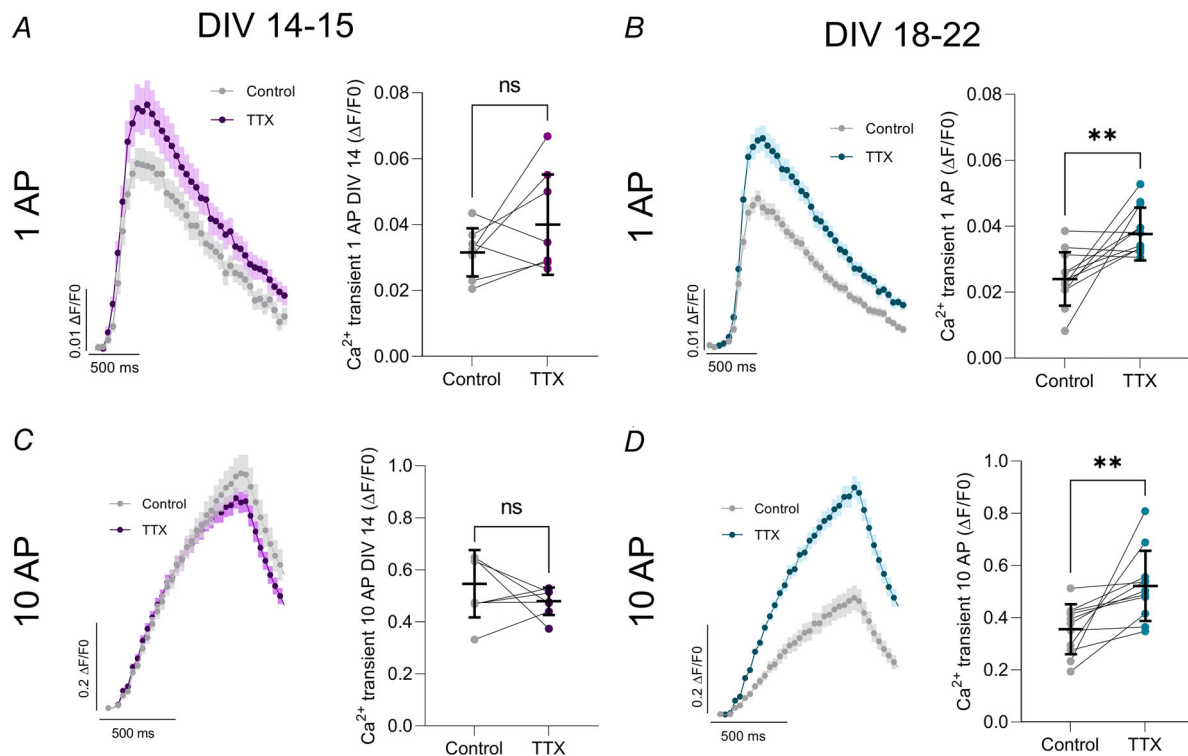 A
DIV 14-15
B
DIV 18-22
1 AP
Control
TTX
0.01 ΔF/F0
500 ms
Ca2+ transient 1 AP DIV 14 (ΔF/F0)
0.08
0.06
0.04
0.02
0.00
ns
Control
TTX
1 AP
Control
TTX
0.01 ΔF/F0
500 ms
Ca2+ transient 1 AP (ΔF/F0)
0.08
0.06
0.04
0.02
0.00
**
Control
TTX
C
10 AP
Control
TTX
0.2 ΔF/F0
500 ms
Ca2+ transient 10 AP DIV 14 (ΔF/F0)
1.0
0.8
0.6
0.4
0.2
0.0
ns
Control
TTX
D
10 AP
Control
TTX
0.2 ΔF/F0
500 ms
Ca2+ transient 10 AP (ΔF/F0)
1.0
0.8
0.6
0.4
0.2
0.0
**
Control
TTX